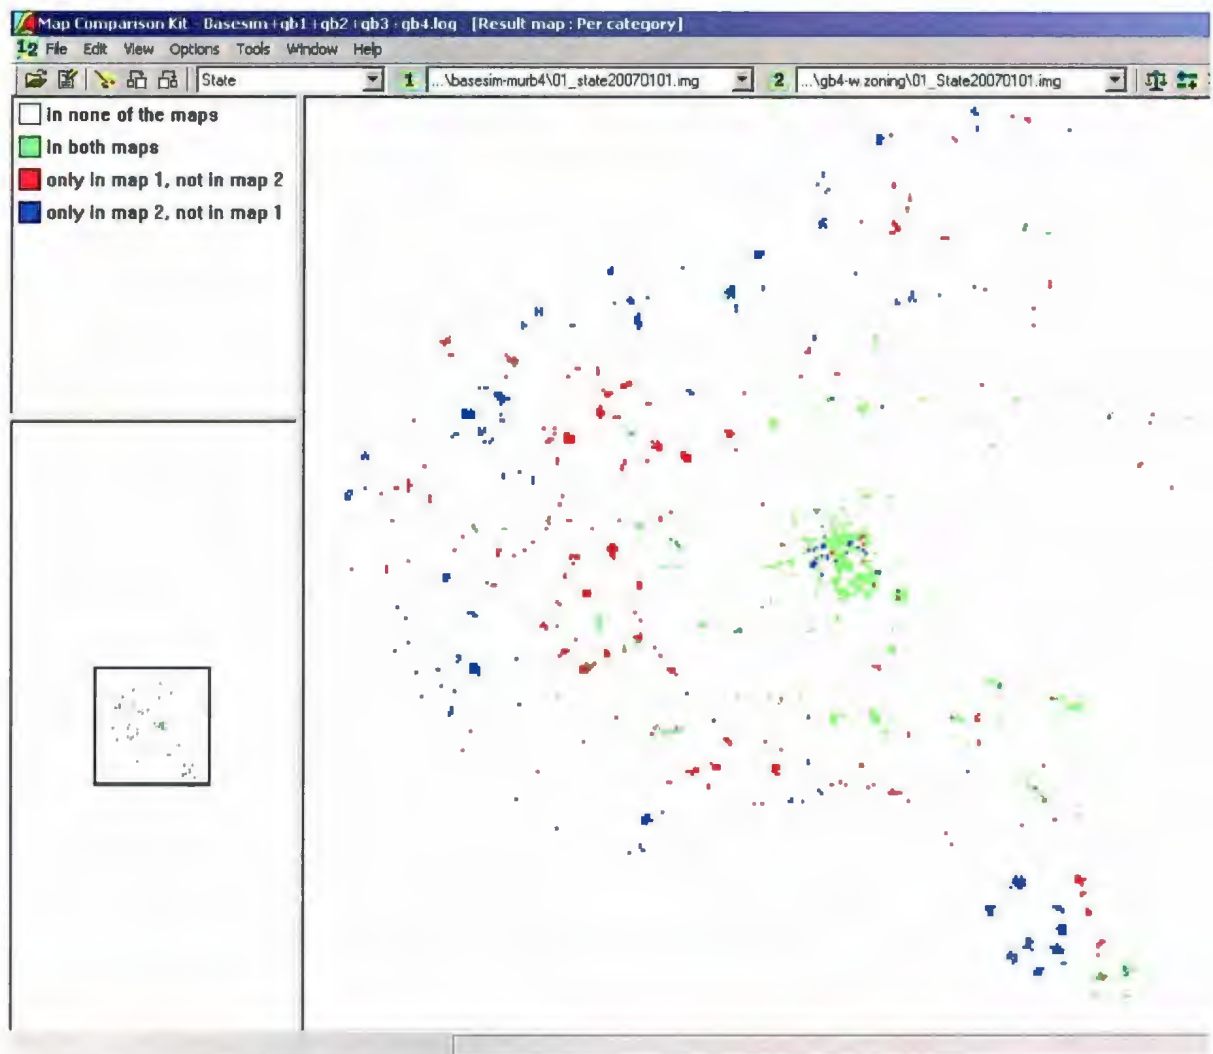 Map Comparison Kit - Basesim+gb1+gb2+gb3+gb4.log [Result map : Per category]
12 File Edit View Options Tools Window Help
State 1 ...\basesim-murb4\01_state20070101.img 2 ...\gb4-w.zoning\01_State20070101.img
In none of the maps
In both maps
only in map 1, not in map 2
only in map 2, not in map 1